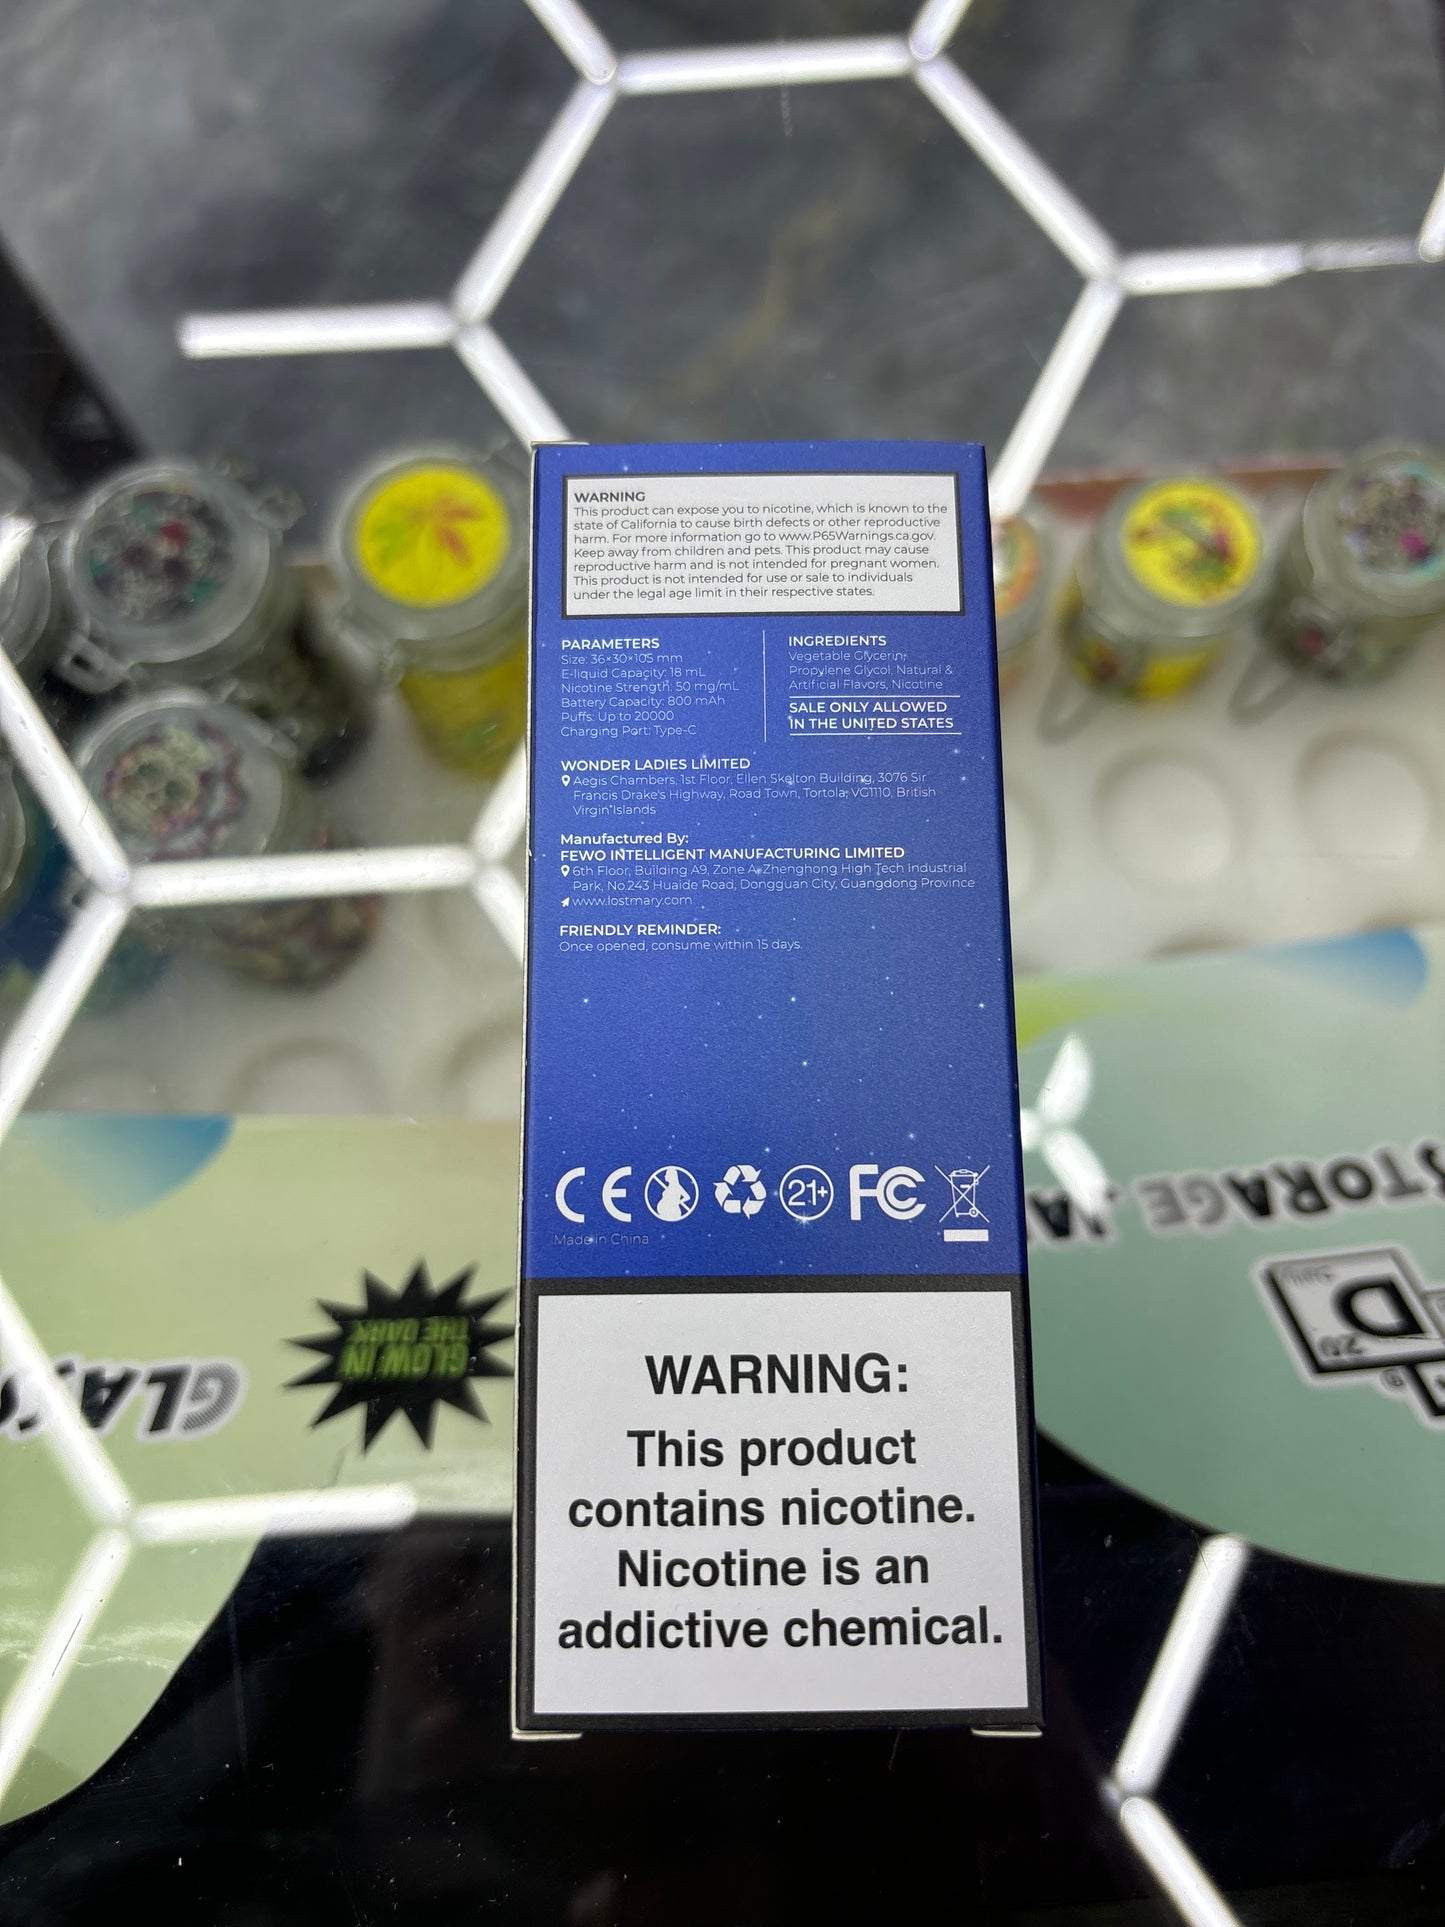 WARNING
This product can expose you to nicotine, which is known to the
state of California to cause birth defects or other reproductive
harm. For more information go to www.P65Warnings.ca.gov.
Keep away from children and pets. This product may cause
reproductive harm and is not intended for pregnant women.
This product is not intended for use or sale to individuals
under the legal age limit in their respective states.
PARAMETERS
Size: 36×30×105 mm
E-liquid Capacity: 18 mL
Nicotine Strength: 50 mg/mL
Battery Capacity: 800 mAh
Puffs: Up to 20000
Charging Port: Type-C
INGREDIENTS
Vegetable Glycerin,
Propylene Glycol, Natural &
Artificial Flavors, Nicotine
SALE ONLY ALLOWED
IN THE UNITED STATES
WONDER LADIES LIMITED
Aegis Chambers, 1st Floor, Ellen Skelton Building, 3076 Sir
Francis Drake's Highway, Road Town, Tortola, VG1110, British
Virgin Islands
Manufactured By:
FEWO INTELLIGENT MANUFACTURING LIMITED
6th Floor, Building A9, Zone A, Zhenghong High Tech Industrial
Park, No.243 Huaide Road, Dongguan City, Guangdong Province
www.lostmary.com
FRIENDLY REMINDER:
Once opened, consume within 15 days.
CE 21+ FC
Made in China
WARNING:
This product
contains nicotine.
Nicotine is an
addictive chemical.
GLOW IN
THE DARK
STORAGE
D
20